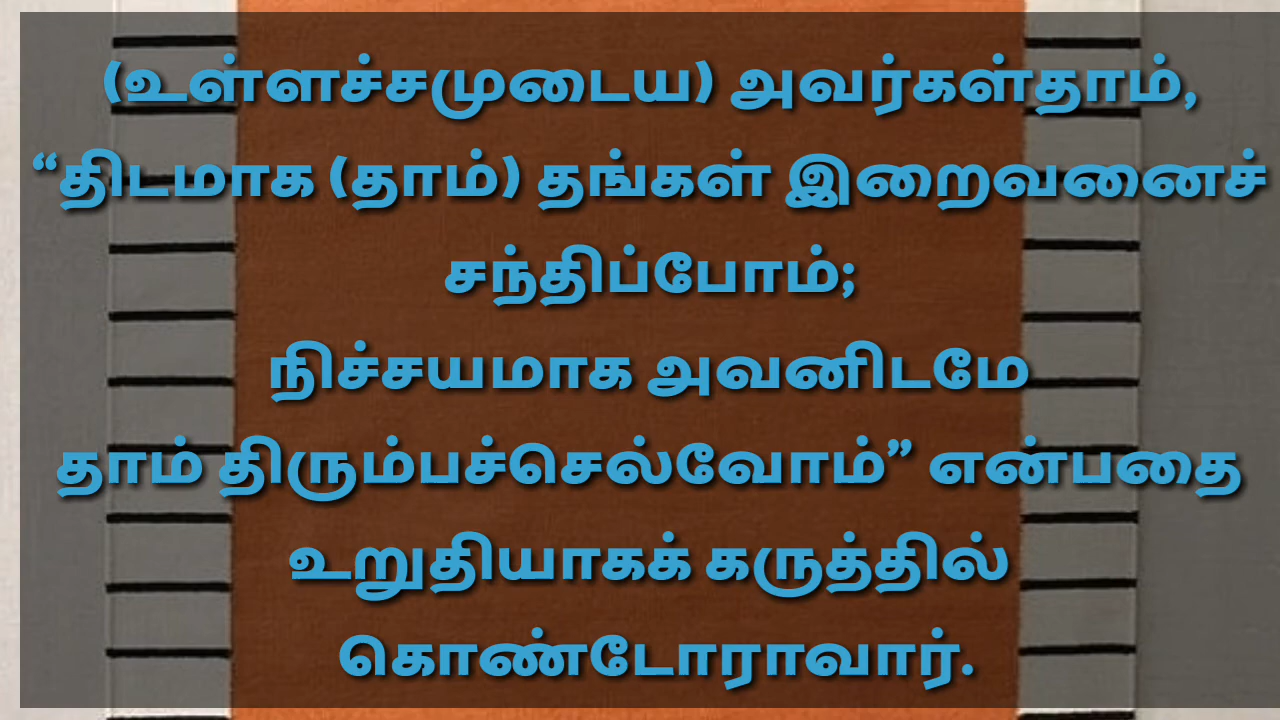 (உள்ளச்சமுடைய) அவர்கள்தாம்,
“திடமாக (தாம்) தங்கள் இறைவனைச்
சந்திப்போம்;
நிச்சயமாக அவனிடமே
தாம் திரும்பச்செல்வோம்” என்பதை
உறுதியாகக் கருத்தில்
கொண்டோராவார்.